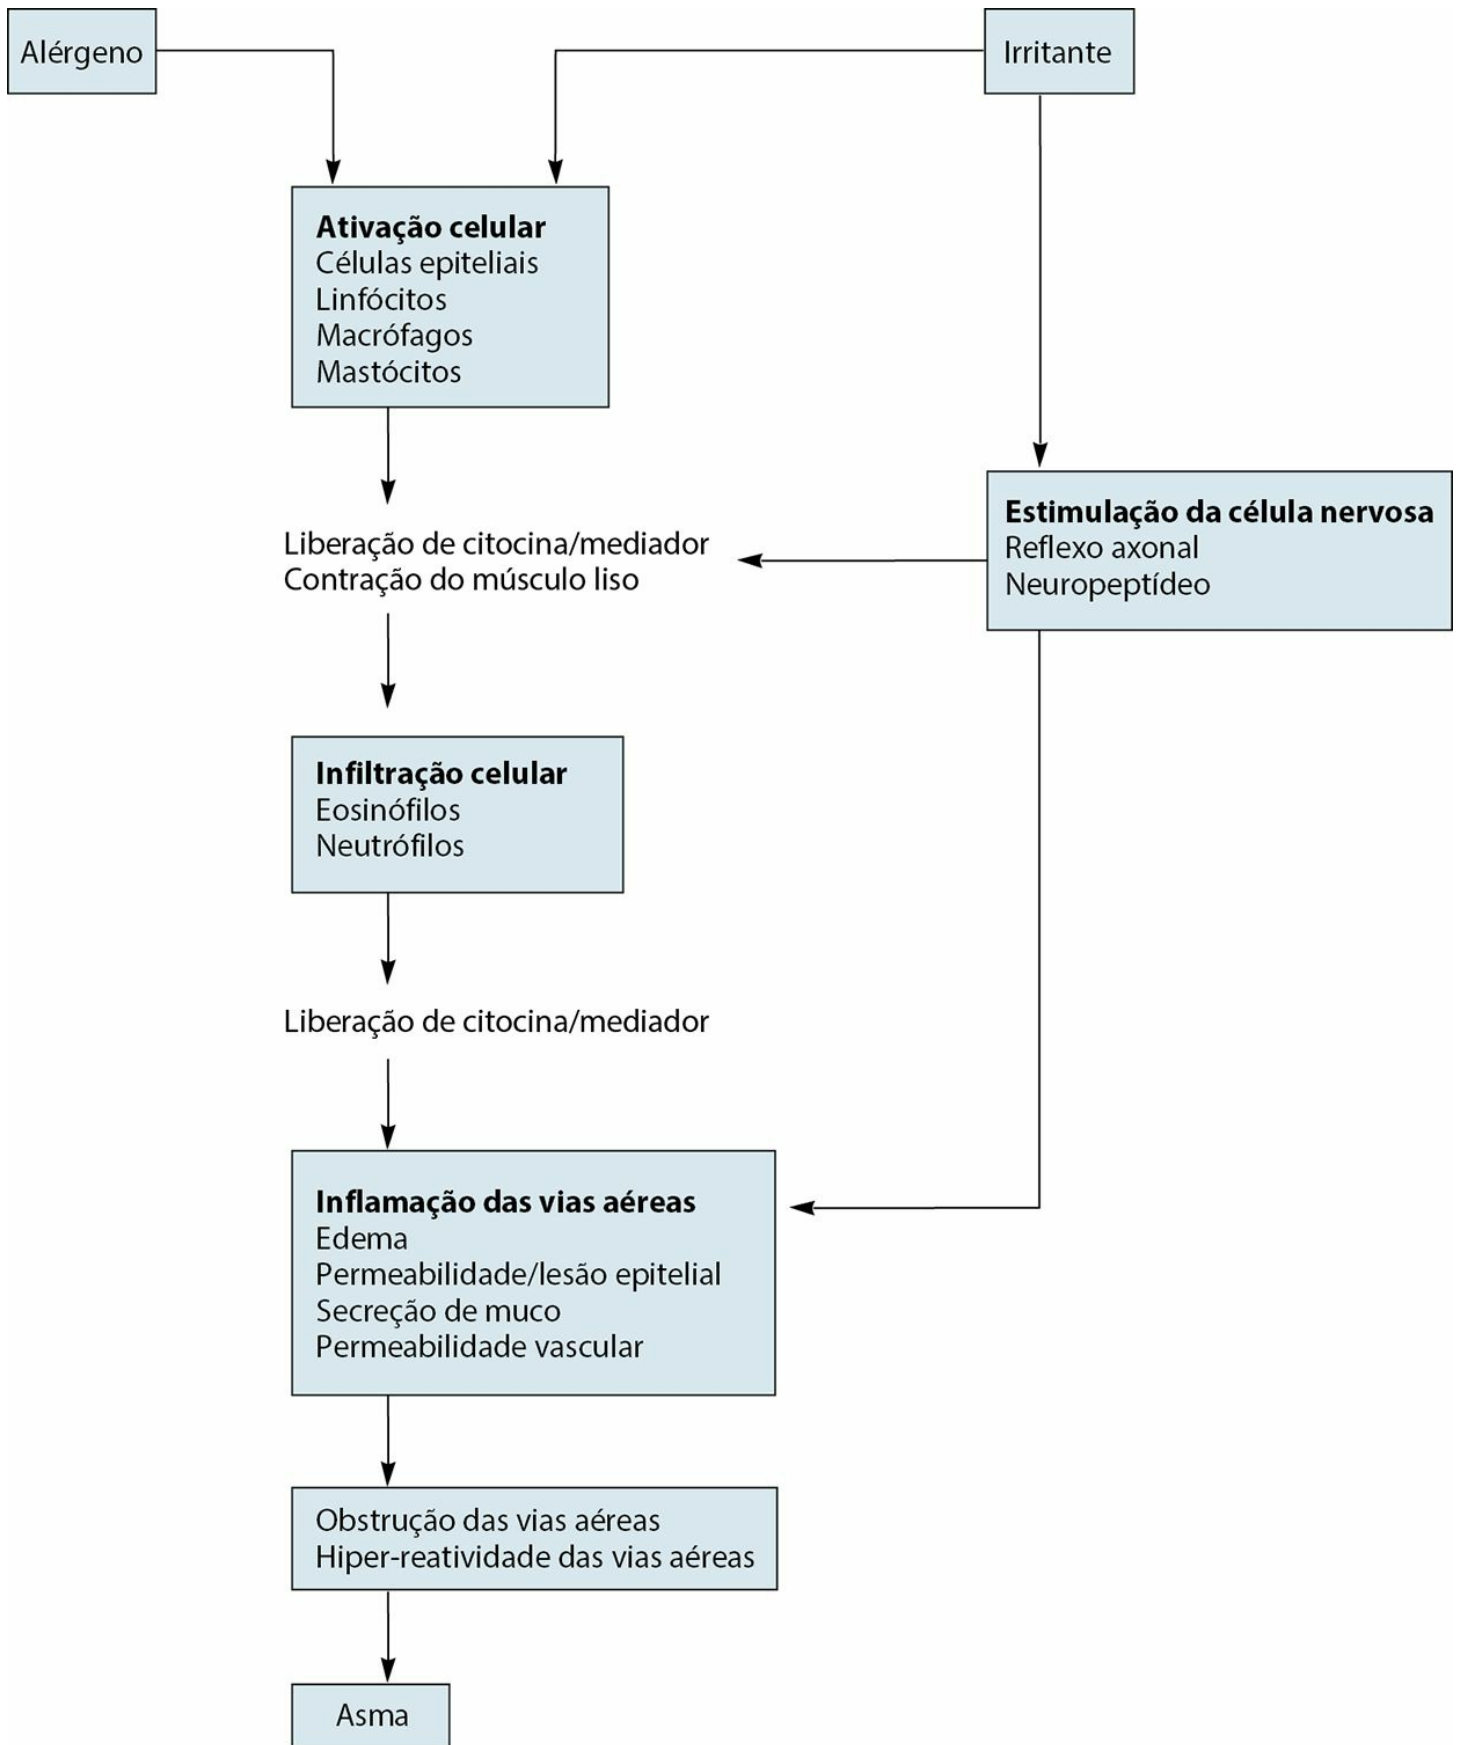 Alérgeno
Irritante
Ativação celular
Células epiteliais
Linfócitos
Macrófagos
Mastócitos
Estimulação da célula nervosa
Reflexo axonal
Neuropeptídeo
Liberação de citocina/mediador
Contração do músculo liso
Infiltração celular
Eosinófilos
Neutrófilos
Liberação de citocina/mediador
Inflamação das vias aéreas
Edema
Permeabilidade/lesão epitelial
Secreção de muco
Permeabilidade vascular
Obstrução das vias aéreas
Hiper-reatividade das vias aéreas
Asma